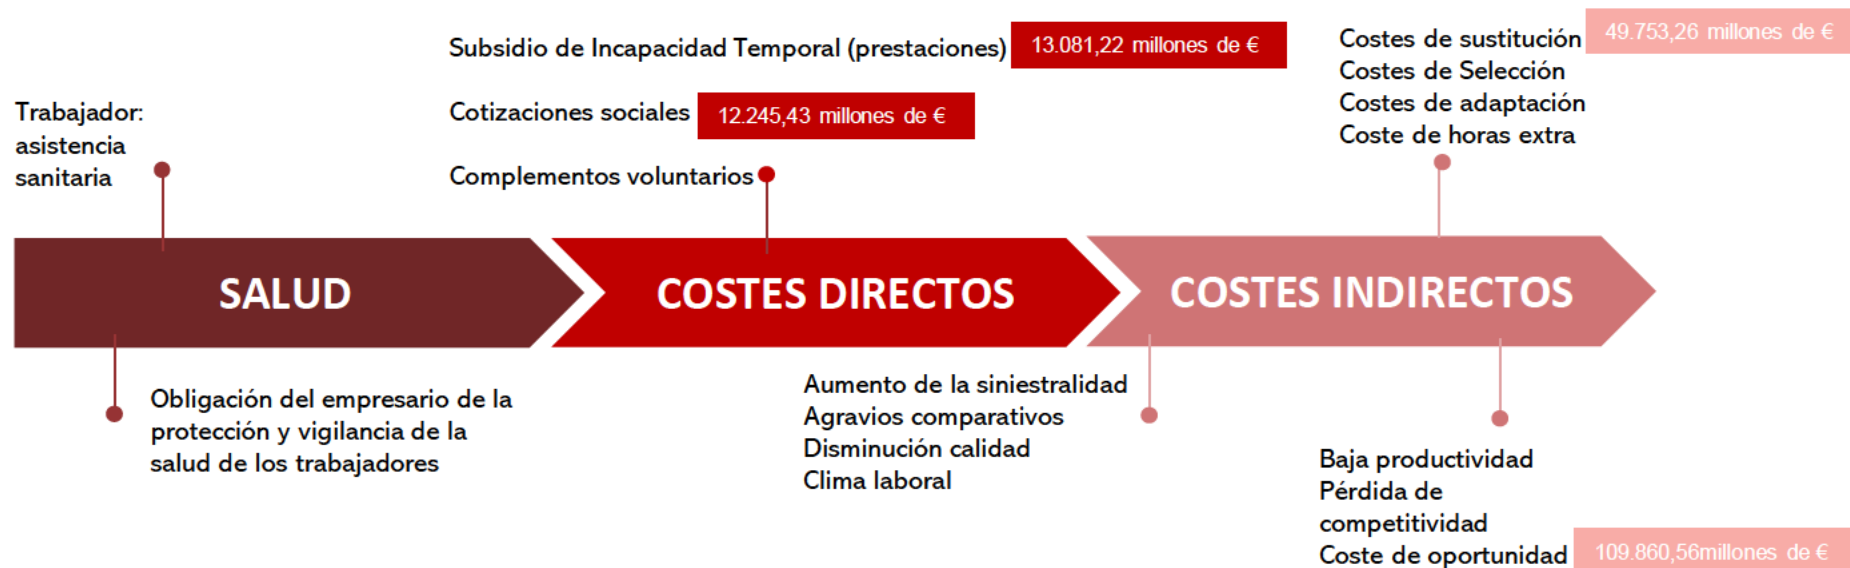 Trabajador:
asistencia
sanitaria
Subsidio de Incapacidad Temporal (prestaciones) 13.081,22 millones de €
Cotizaciones sociales 12.245,43 millones de €
Complementos voluntarios
Costes de sustitución 49.753,26 millones de €
Costes de Selección
Costes de adaptación
Coste de horas extra
SALUD
COSTES DIRECTOS
COSTES INDIRECTOS
Obligación del empresario de la
protección y vigilancia de la
salud de los trabajadores
Aumento de la siniestralidad
Agravios comparativos
Disminución calidad
Clima laboral
Baja productividad
Pérdida de
competitividad
Coste de oportunidad 109.860,56millones de €